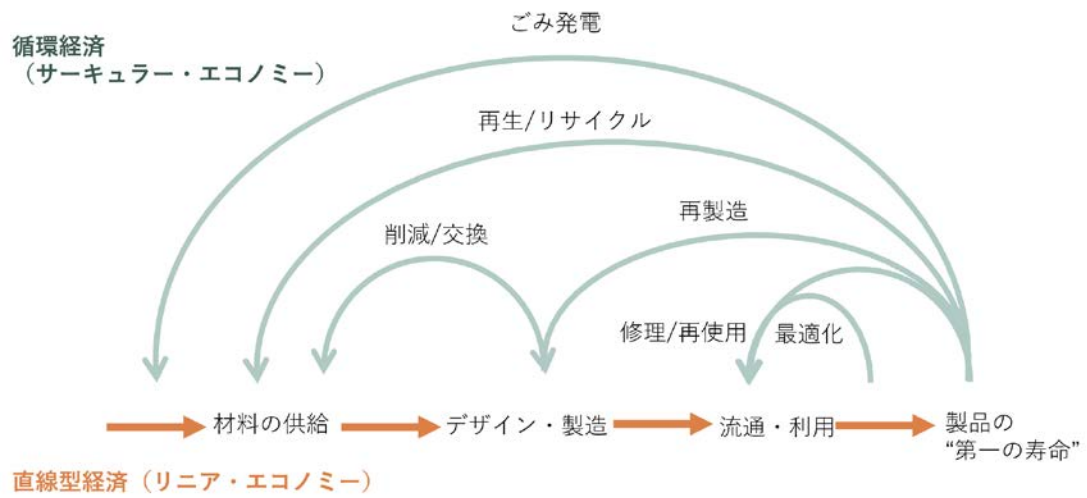 ごみ発電
循環経済
（サーキュラー・エコノミー）
再生/リサイクル
再製造
削減/交換
修理/再使用
最適化
材料の供給
デザイン・製造
流通・利用
製品の
“第一の寿命”
直線型経済（リニア・エコノミー）